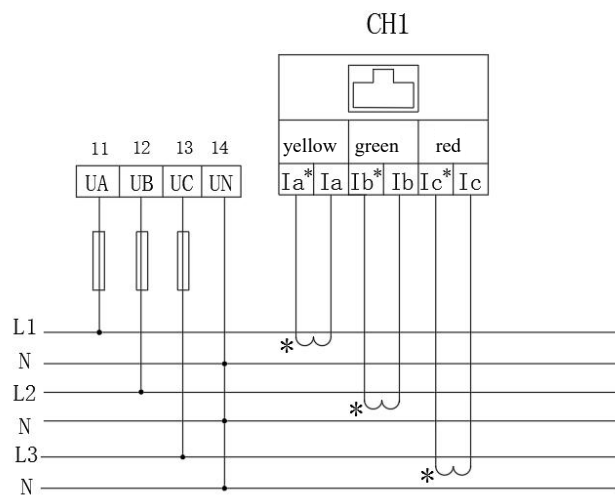 CH1
11 12 13 14
UA UB UC UN
yellow green red
Ia* Ia Ib* Ib Ic* Ic
L1
*
N
L2
*
N
L3
*
N